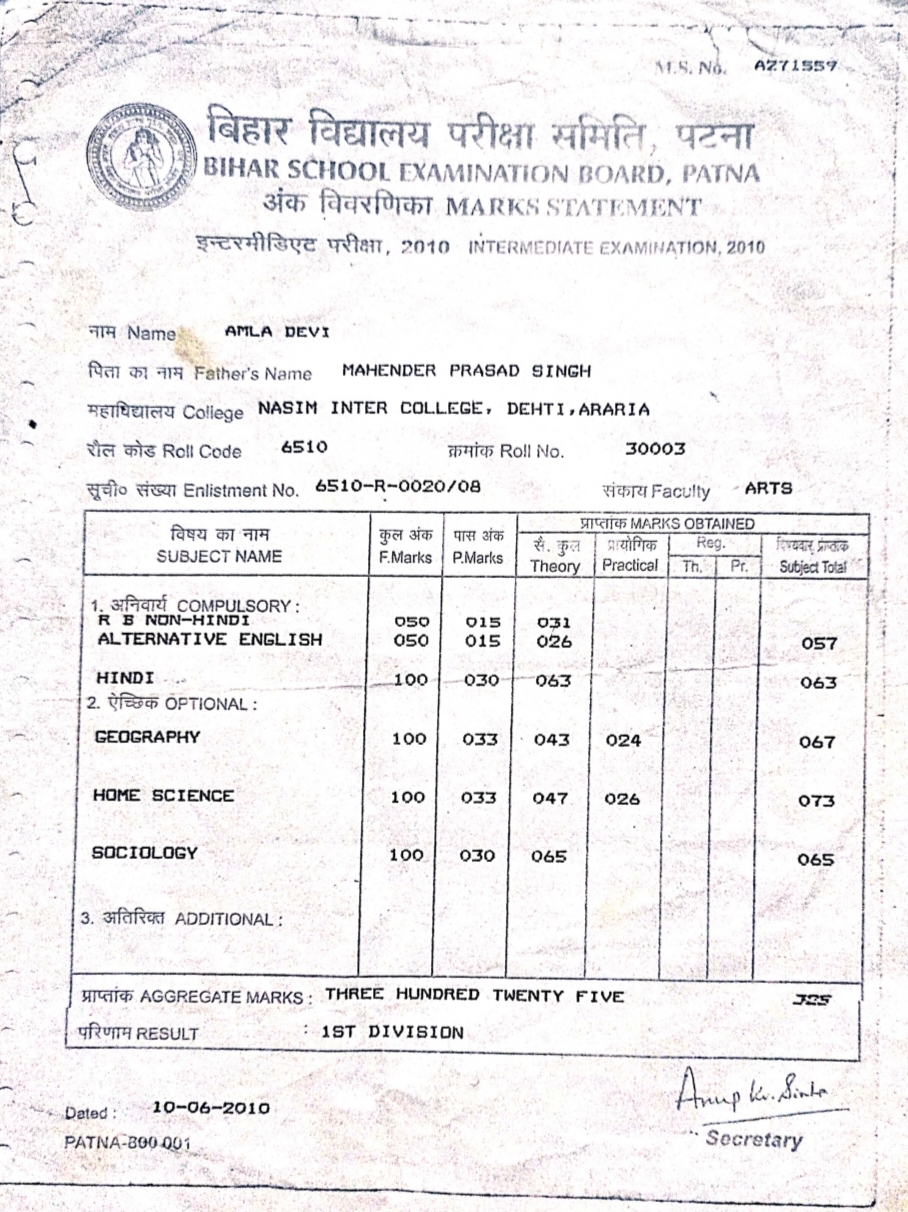 M.S. No. AZ71559
बिहार विद्यालय परीक्षा समिति, पटना
BIHAR SCHOOL EXAMINATION BOARD, PATNA
अंक विवरणिका MARKS STATEMENT
इन्टरमीडिएट परीक्षा, 2010 INTERMEDIATE EXAMINATION, 2010
नाम Name AMLA DEVI
पिता का नाम Father's Name MAHENDER PRASAD SINGH
महाविद्यालय College NASIM INTER COLLEGE, DEHTI,ARARIA
रौल कोड Roll Code 6510 क्रमांक Roll No. 30003
सूची० संख्या Enlistment No. 6510-R-0020/08 संकाय Faculty ARTS
विषय का नाम कुल अंक पास अंक प्राप्तांक MARKS OBTAINED
SUBJECT NAME F.Marks P.Marks सै. कुल प्रायोगिक Reg. विषयवार प्राप्तांक
Theory Practical Th. Pr. Subject Total
1. अनिवार्य COMPULSORY :
R B NON-HINDI 050 015 031
ALTERNATIVE ENGLISH 050 015 026 057
HINDI 100 030 063 063
2. ऐच्छिक OPTIONAL :
GEOGRAPHY 100 033 043 024 067
HOME SCIENCE 100 033 047 026 073
SOCIOLOGY 100 030 065 065
3. अतिरिक्त ADDITIONAL :
प्राप्तांक AGGREGATE MARKS : THREE HUNDRED TWENTY FIVE 325
परिणाम RESULT : 1ST DIVISION
Dated : 10-06-2010
Anup Kr. Sinha
PATNA-800 001
Secretary